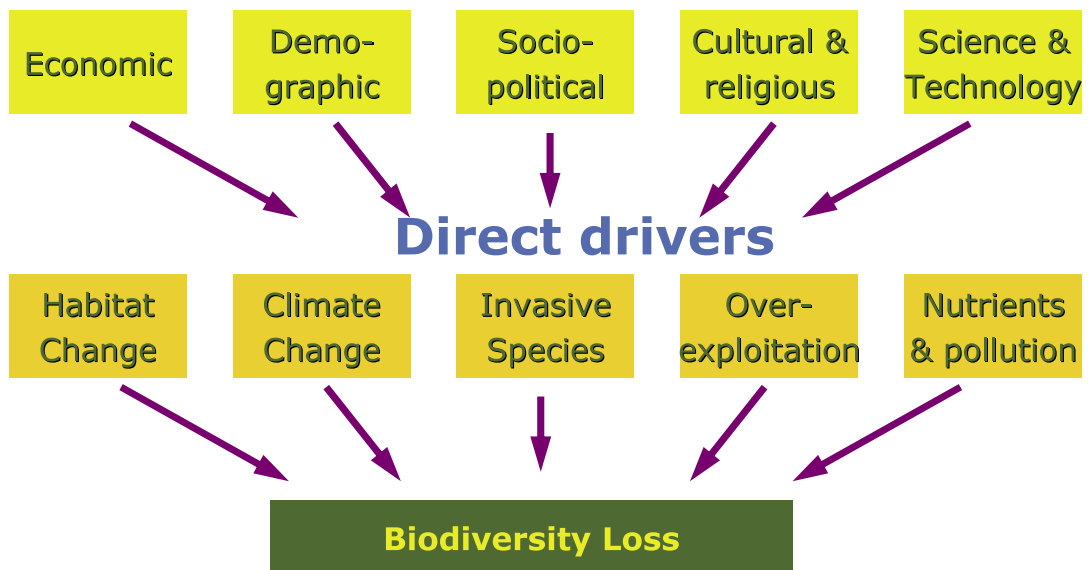 Economic
Demo-
graphic
Socio-
political
Cultural &
religious
Science &
Technology
Direct drivers
Habitat
Change
Climate
Change
Invasive
Species
Over-
exploitation
Nutrients
& pollution
Biodiversity Loss